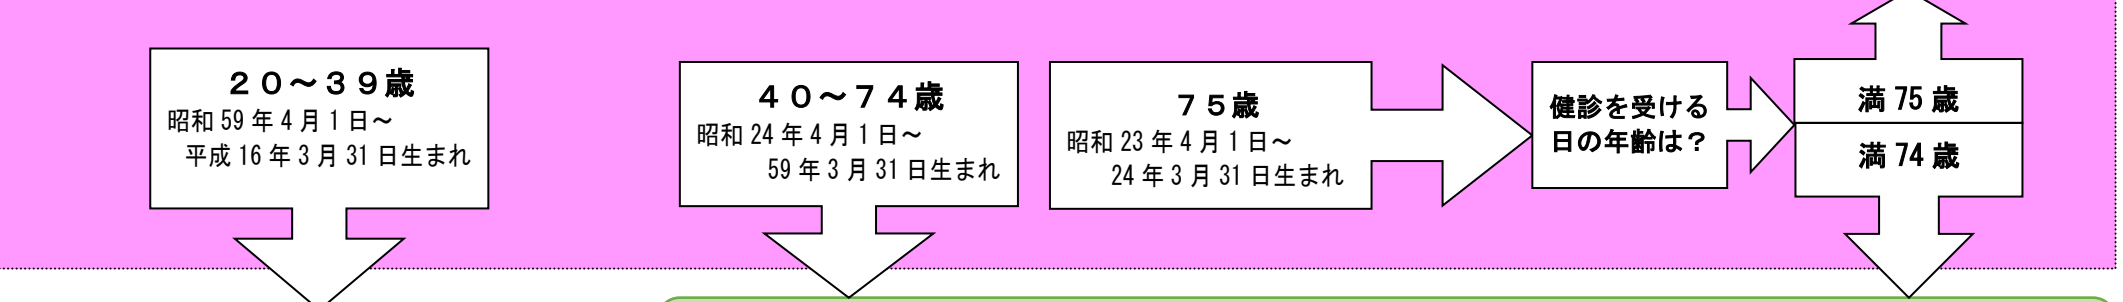 ２０～３９歳
昭和 59 年 4 月 1 日～
平成 16 年 3 月 31 日生まれ
４０～７４歳
昭和 24 年 4 月 1 日～
59 年 3 月 31 日生まれ
７５歳
昭和 23 年 4 月 1 日～
24 年 3 月 31 日生まれ
健診を受ける
日の年齢は？
満 75 歳
満 74 歳